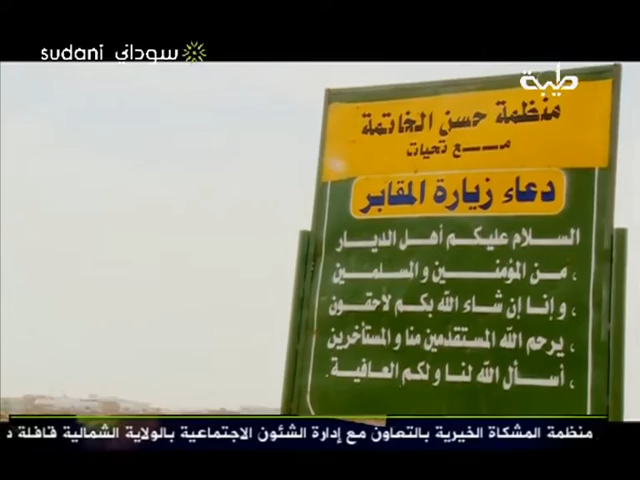 sudani سوداني
طيبة
منظمة حسن الخاتمة
مـــع تحيات
دعاء زيارة المقابر
السلام عليكم أهل الديار
، من المؤمنين والمسلمين
، وإنا إن شاء الله بكم لاحقون
، يرحم الله المستقدمين منا والمستأخرين
، أسأل الله لنا ولكم العافية .
منظمة المشكاة الخيرية بالتعاون مع إدارة الشئون الاجتماعية بالولاية الشمالية قافلة د